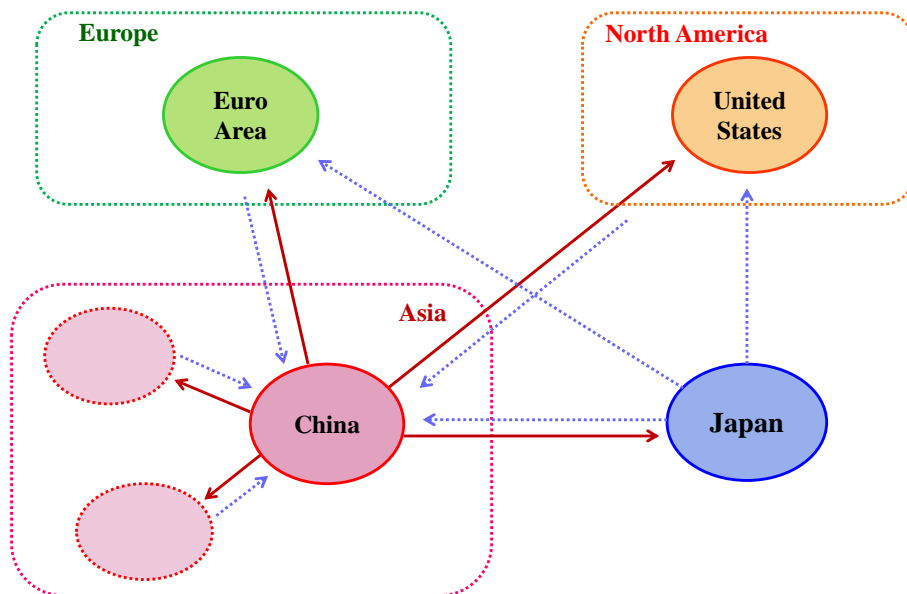 Europe
North America
Euro
Area
United
States
Asia
China
Japan